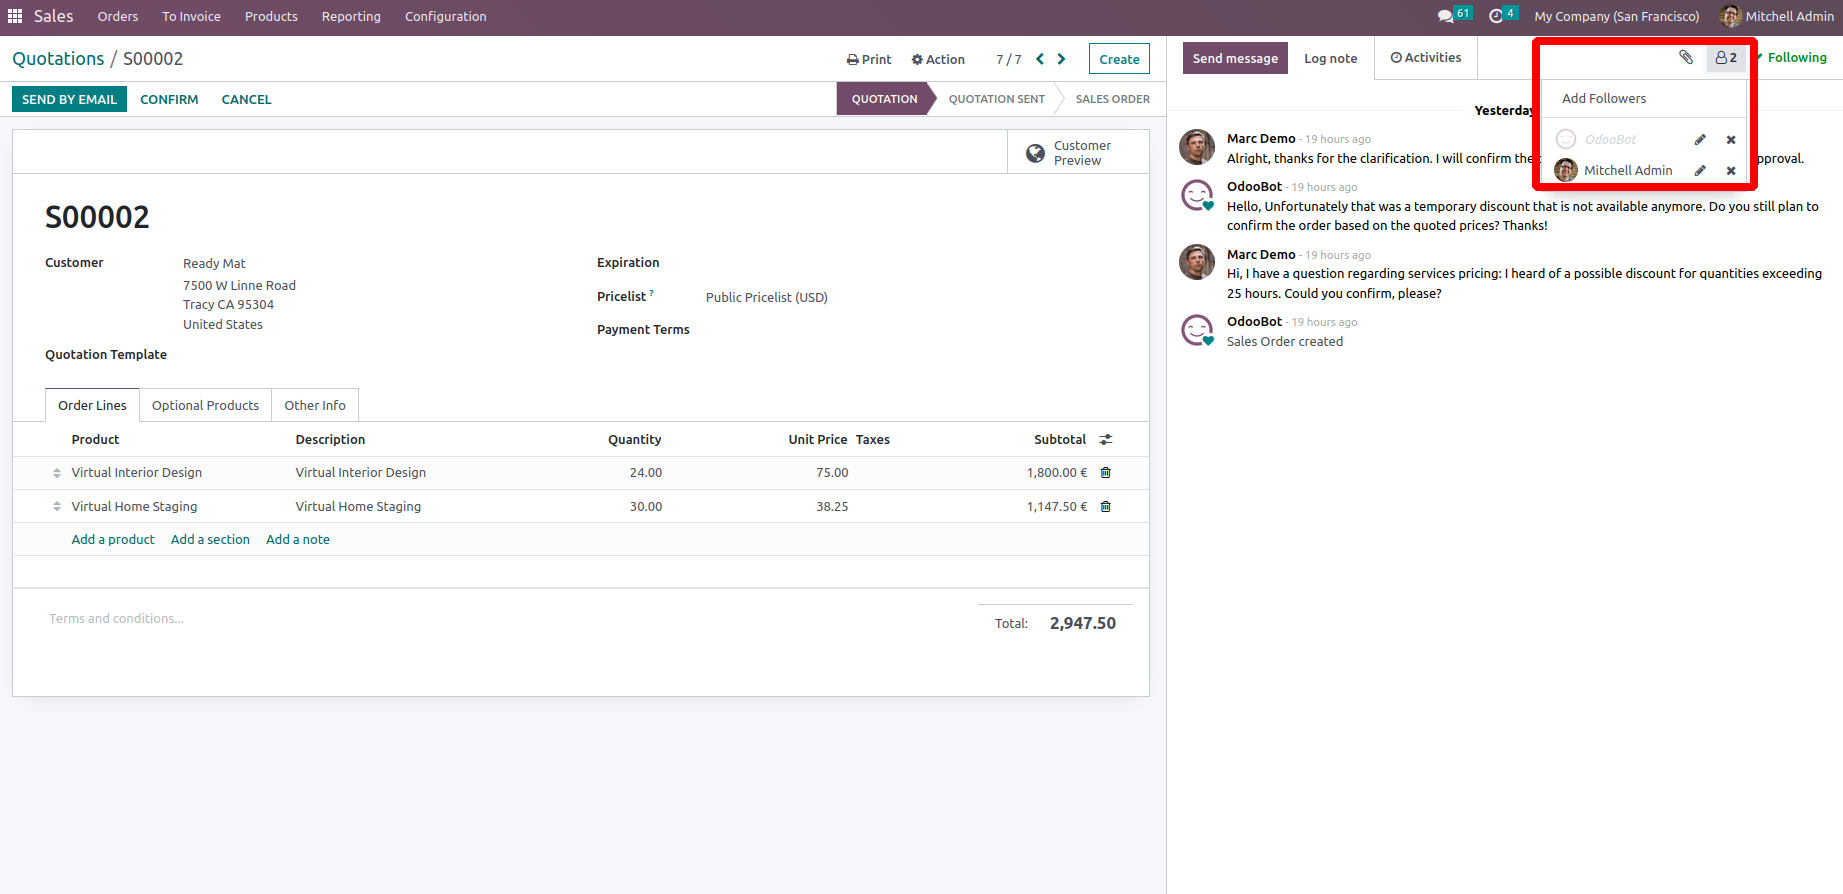 Sales Orders To Invoice Products Reporting Configuration 61 4 My Company (San Francisco) Mitchell Admin
Quotations / S00002 Print Action 7 / 7 Create
SEND BY EMAIL CONFIRM CANCEL QUOTATION QUOTATION SENT SALES ORDER
Customer
Preview
S00002
Customer Ready Mat
7500 W Linne Road
Tracy CA 95304
United States
Quotation Template
Expiration
Pricelist ? Public Pricelist (USD)
Payment Terms
Order Lines Optional Products Other Info
Product Description Quantity Unit Price Taxes Subtotal
Virtual Interior Design Virtual Interior Design 24.00 75.00 1,800.00 €
Virtual Home Staging Virtual Home Staging 30.00 38.25 1,147.50 €
Add a product Add a section Add a note
Terms and conditions...
Total: 2,947.50
Send message Log note Activities 2 Following
Add Followers
OdooBot
Mitchell Admin
Yesterday
Marc Demo - 19 hours ago
Alright, thanks for the clarification. I will confirm the pproval.
OdooBot - 19 hours ago
Hello, Unfortunately that was a temporary discount that is not available anymore. Do you still plan to
confirm the order based on the quoted prices? Thanks!
Marc Demo - 19 hours ago
Hi, I have a question regarding services pricing: I heard of a possible discount for quantities exceeding
25 hours. Could you confirm, please?
OdooBot - 19 hours ago
Sales Order created